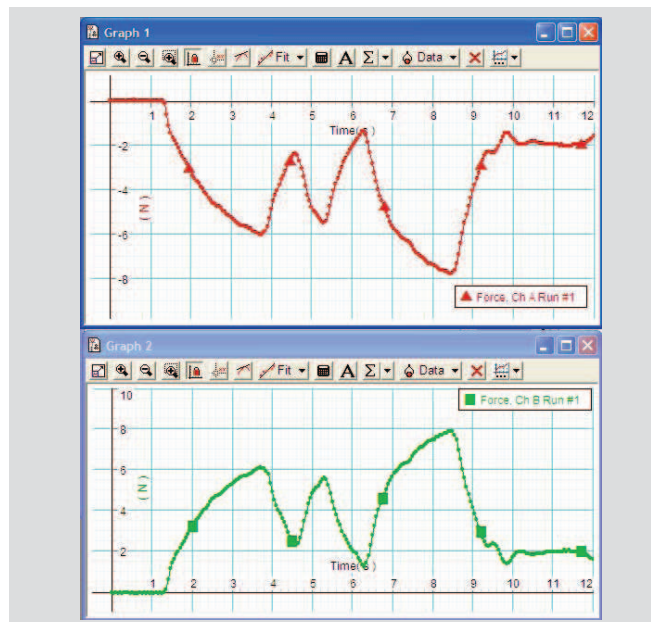 Graph 1
Fit
A
Σ
Data
1 2 3 4 5 6 7 8 9 10 11 12
Time( s )
-2
-4
-6
-8
( N )
Force, Ch A Run #1
Graph 2
Fit
A
Σ
Data
10
Force, Ch B Run #1
8
6
( N )
4
2
Time( s )
1 2 3 4 5 6 7 8 9 10 11 12